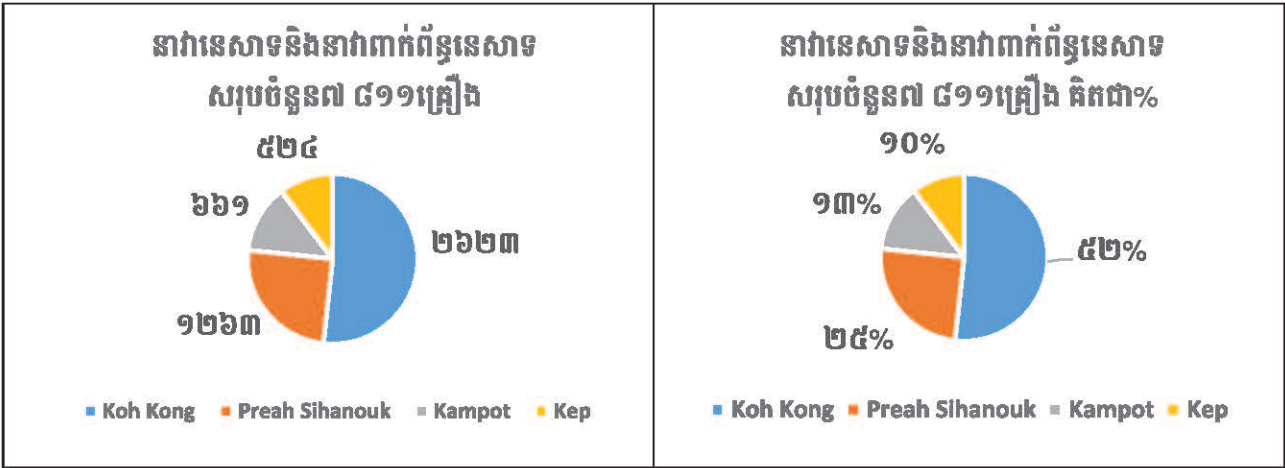 នាវានេសាទនិងនាវាពាក់ព័ន្ធនេសាទ
សរុបចំនួន៧ ៨១១គ្រឿង
៥២៤
៦៦១
២៦២៣
១២៦៣
Koh Kong Preah Sihanouk Kampot Kep
នាវានេសាទនិងនាវាពាក់ព័ន្ធនេសាទ
សរុបចំនួន៧ ៨១១គ្រឿង គិតជា%
១០%
១៣%
៥២%
២៥%
Koh Kong Preah Sihanouk Kampot Kep